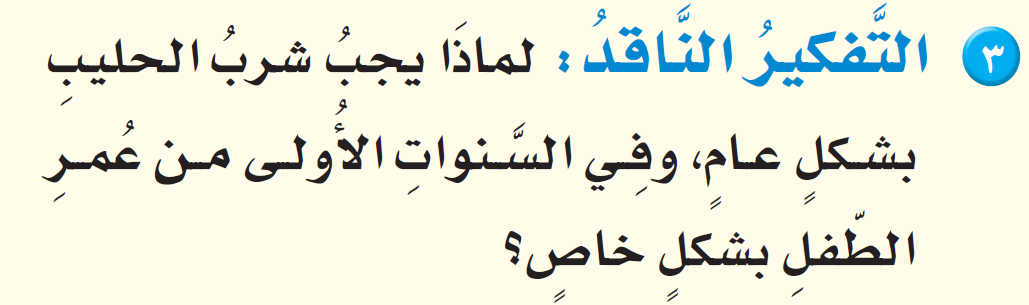 ٣ التَّفكيرُ النَّاقدُ: لماذَا يجبُ شربُ الحليبِ
بشكلٍ عامٍ، وفِي السَّنواتِ الأُولى من عُمرِ
الطّفلِ بشكلٍ خاصٍ؟